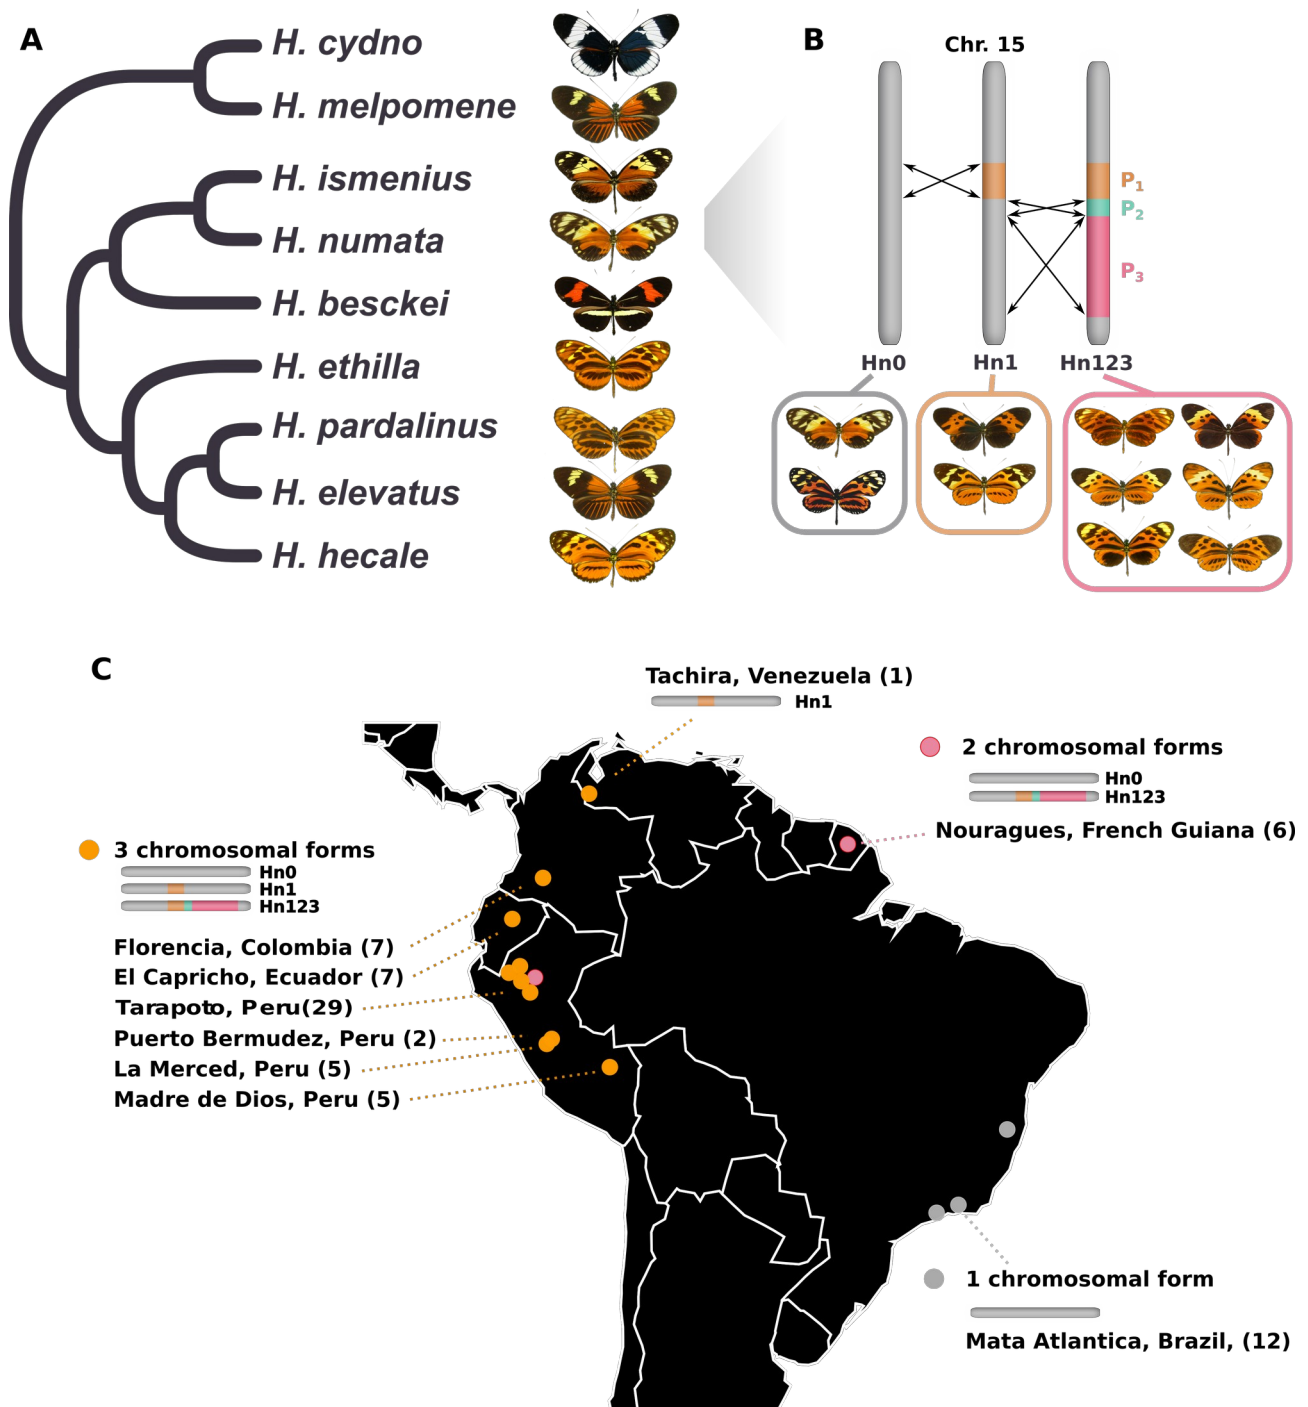 A
H. cydno
H. melpomene
H. ismenius
H. numata
H. besckei
H. ethilla
H. pardalinus
H. elevatus
H. hecale
B
Chr. 15
P1
P2
P3
Hn0
Hn1
Hn123
C
Tachira, Venezuela (1)
Hn1
2 chromosomal forms
Hn0
Hn123
Nouragues, French Guiana (6)
3 chromosomal forms
Hn0
Hn1
Hn123
Florencia, Colombia (7)
El Capricho, Ecuador (7)
Tarapoto, Peru(29)
Puerto Bermudez, Peru (2)
La Merced, Peru (5)
Madre de Dios, Peru (5)
1 chromosomal form
Mata Atlantica, Brazil, (12)